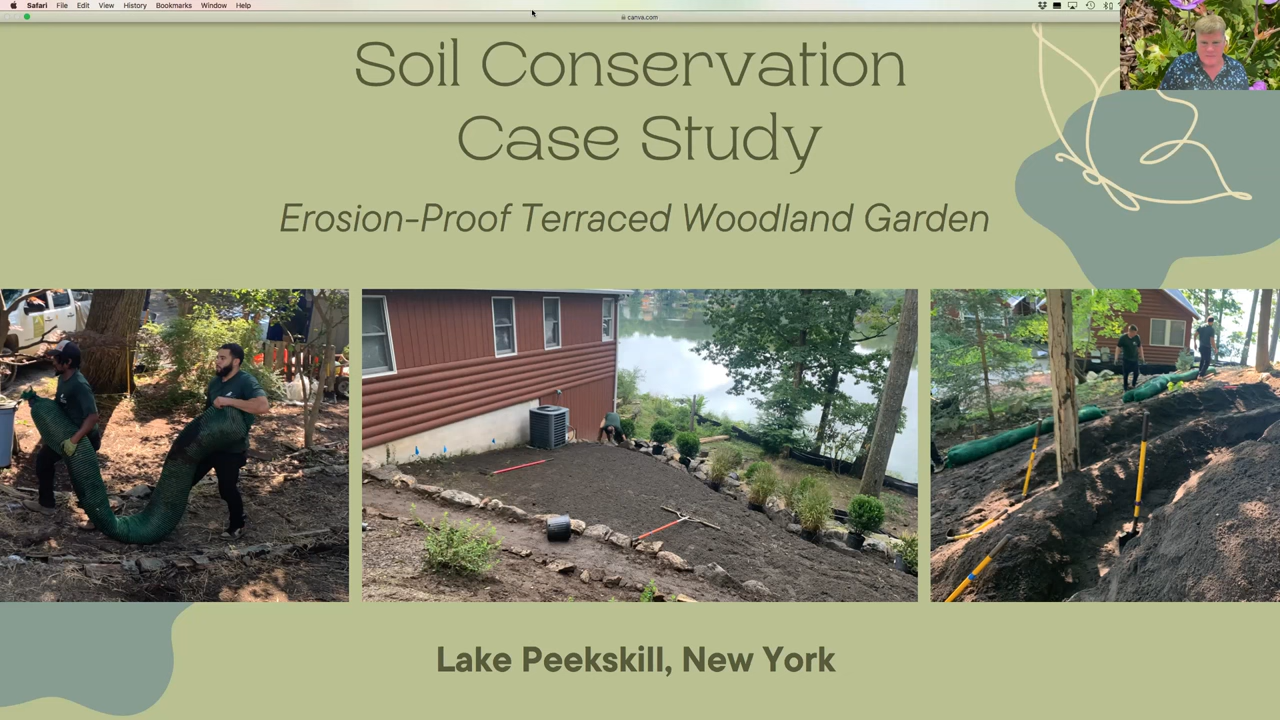 Safari File Edit View History Bookmarks Window Help
canva.com
Soil Conservation
Case Study
Erosion-Proof Terraced Woodland Garden
Lake Peekskill, New York